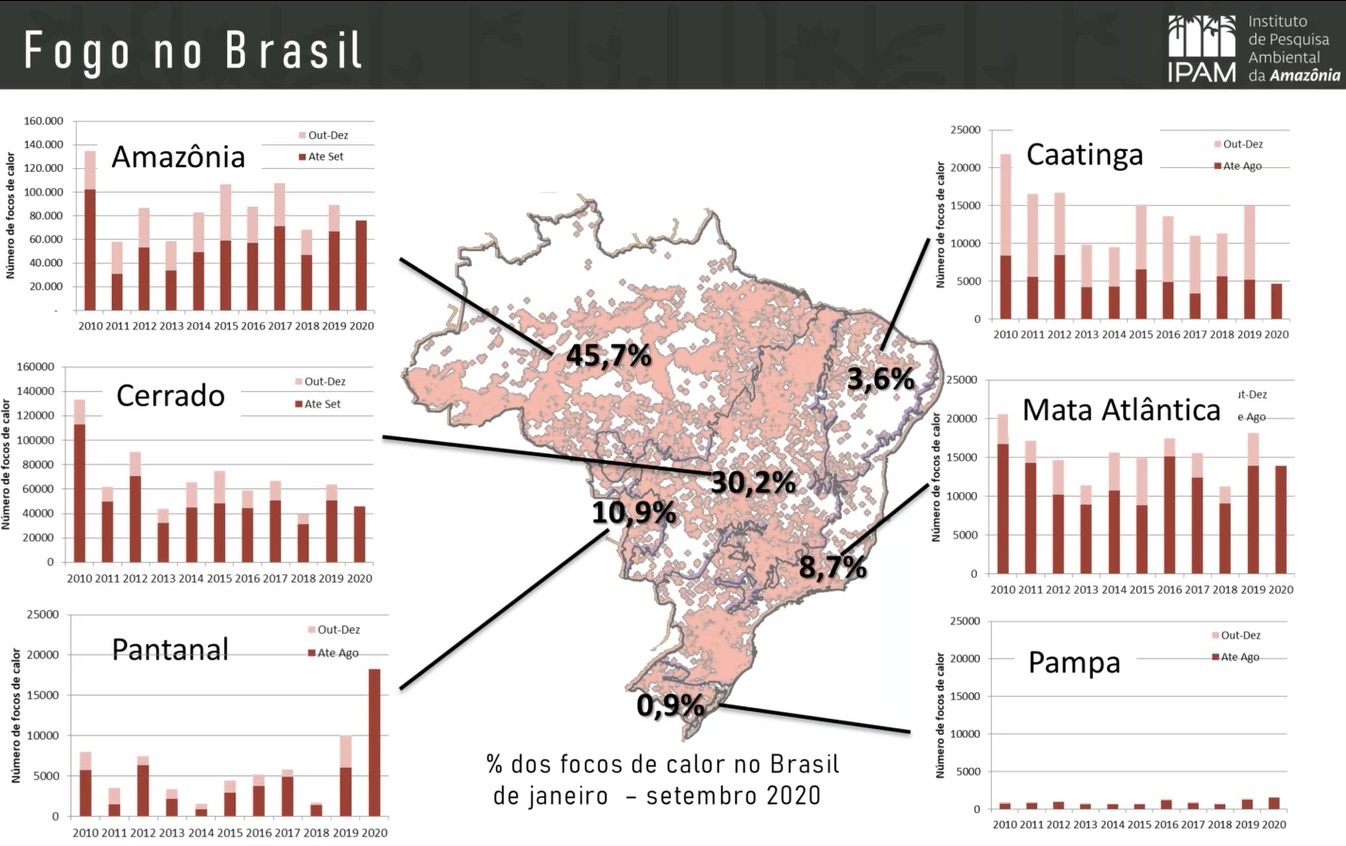 Fogo no Brasil
IPAM
Instituto
de Pesquisa
Ambiental
da Amazônia
Amazônia
Número de focos de calor
160.000
140.000
120.000
100.000
80.000
60.000
40.000
20.000
-
Out-Dez
Ate Set
2010 2011 2012 2013 2014 2015 2016 2017 2018 2019 2020
Cerrado
Número de focos de calor
160000
140000
120000
100000
80000
60000
40000
20000
0
Out-Dez
Ate Set
2010 2011 2012 2013 2014 2015 2016 2017 2018 2019 2020
Pantanal
Número de focos de calor
25000
20000
15000
10000
5000
0
Out-Dez
Ate Ago
2010 2011 2012 2013 2014 2015 2016 2017 2018 2019 2020
45,7%
3,6%
30,2%
10,9%
8,7%
0,9%
% dos focos de calor no Brasil
de janeiro – setembro 2020
Caatinga
Número de focos de calor
25000
20000
15000
10000
5000
0
Out-Dez
Ate Ago
2010 2011 2012 2013 2014 2015 2016 2017 2018 2019 2020
Mata Atlântica
Número de focos de calor
25000
20000
15000
10000
5000
0
t-Dez
e Ago
2010 2011 2012 2013 2014 2015 2016 2017 2018 2019 2020
Pampa
Número de focos de calor
25000
20000
15000
10000
5000
0
Out-Dez
Ate Ago
2010 2011 2012 2013 2014 2015 2016 2017 2018 2019 2020